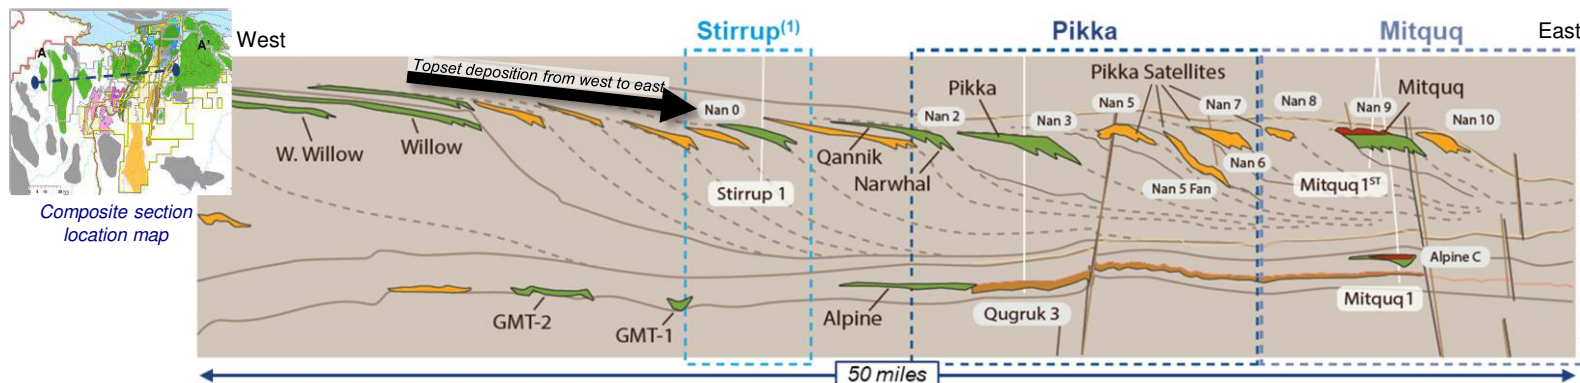 Stirrup(1)
Pikka
Mitquq
A
A'
West
East
Topset deposition from west to east
Nan 0
Pikka
Pikka Satellites
Nan 2
Nan 3
Nan 5
Nan 7
Nan 8
Nan 9
Mitquq
Nan 10
W. Willow
Willow
Qannik
Narwhal
Nan 6
Nan 5 Fan
Stirrup 1
Mitquq 1ST
Composite section
location map
Alpine C
GMT-2
GMT-1
Alpine
Qugruk 3
Mitquq 1
50 miles